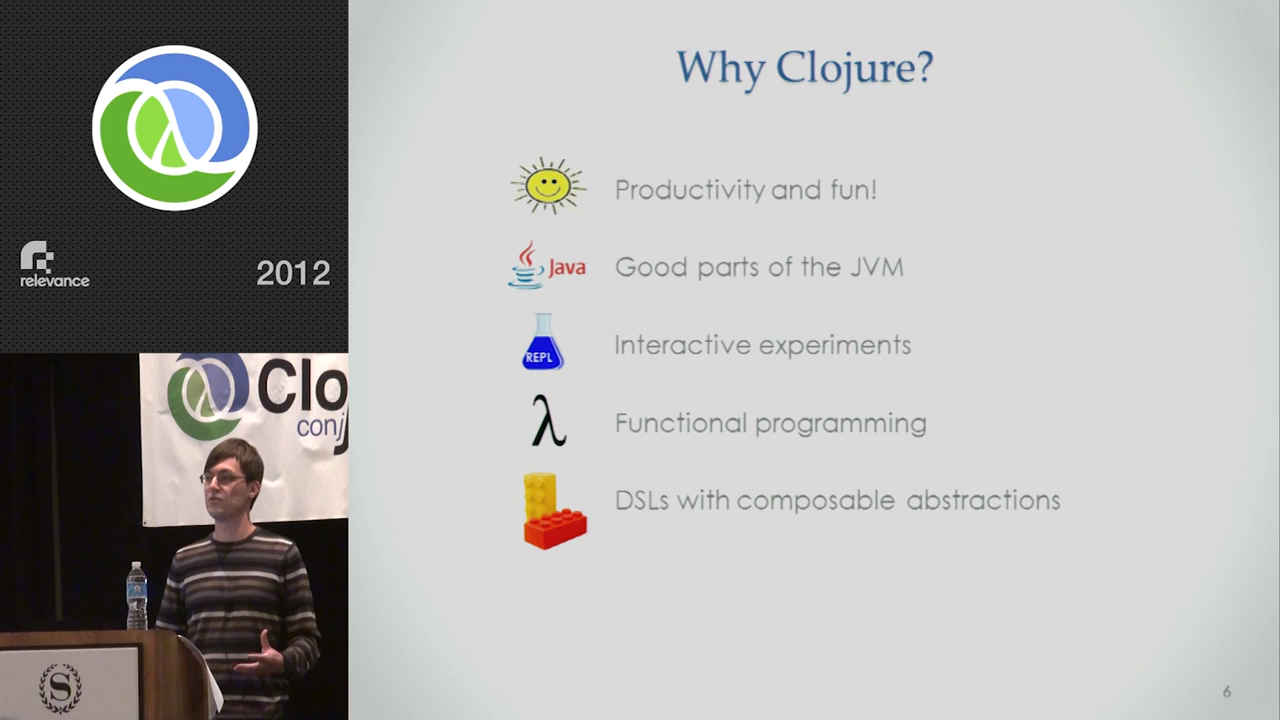 relevance
2012
Clo
conj
S
Why Clojure?
Productivity and fun!
Java
Good parts of the JVM
REPL
Interactive experiments
λ
Functional programming
DSLs with composable abstractions
6